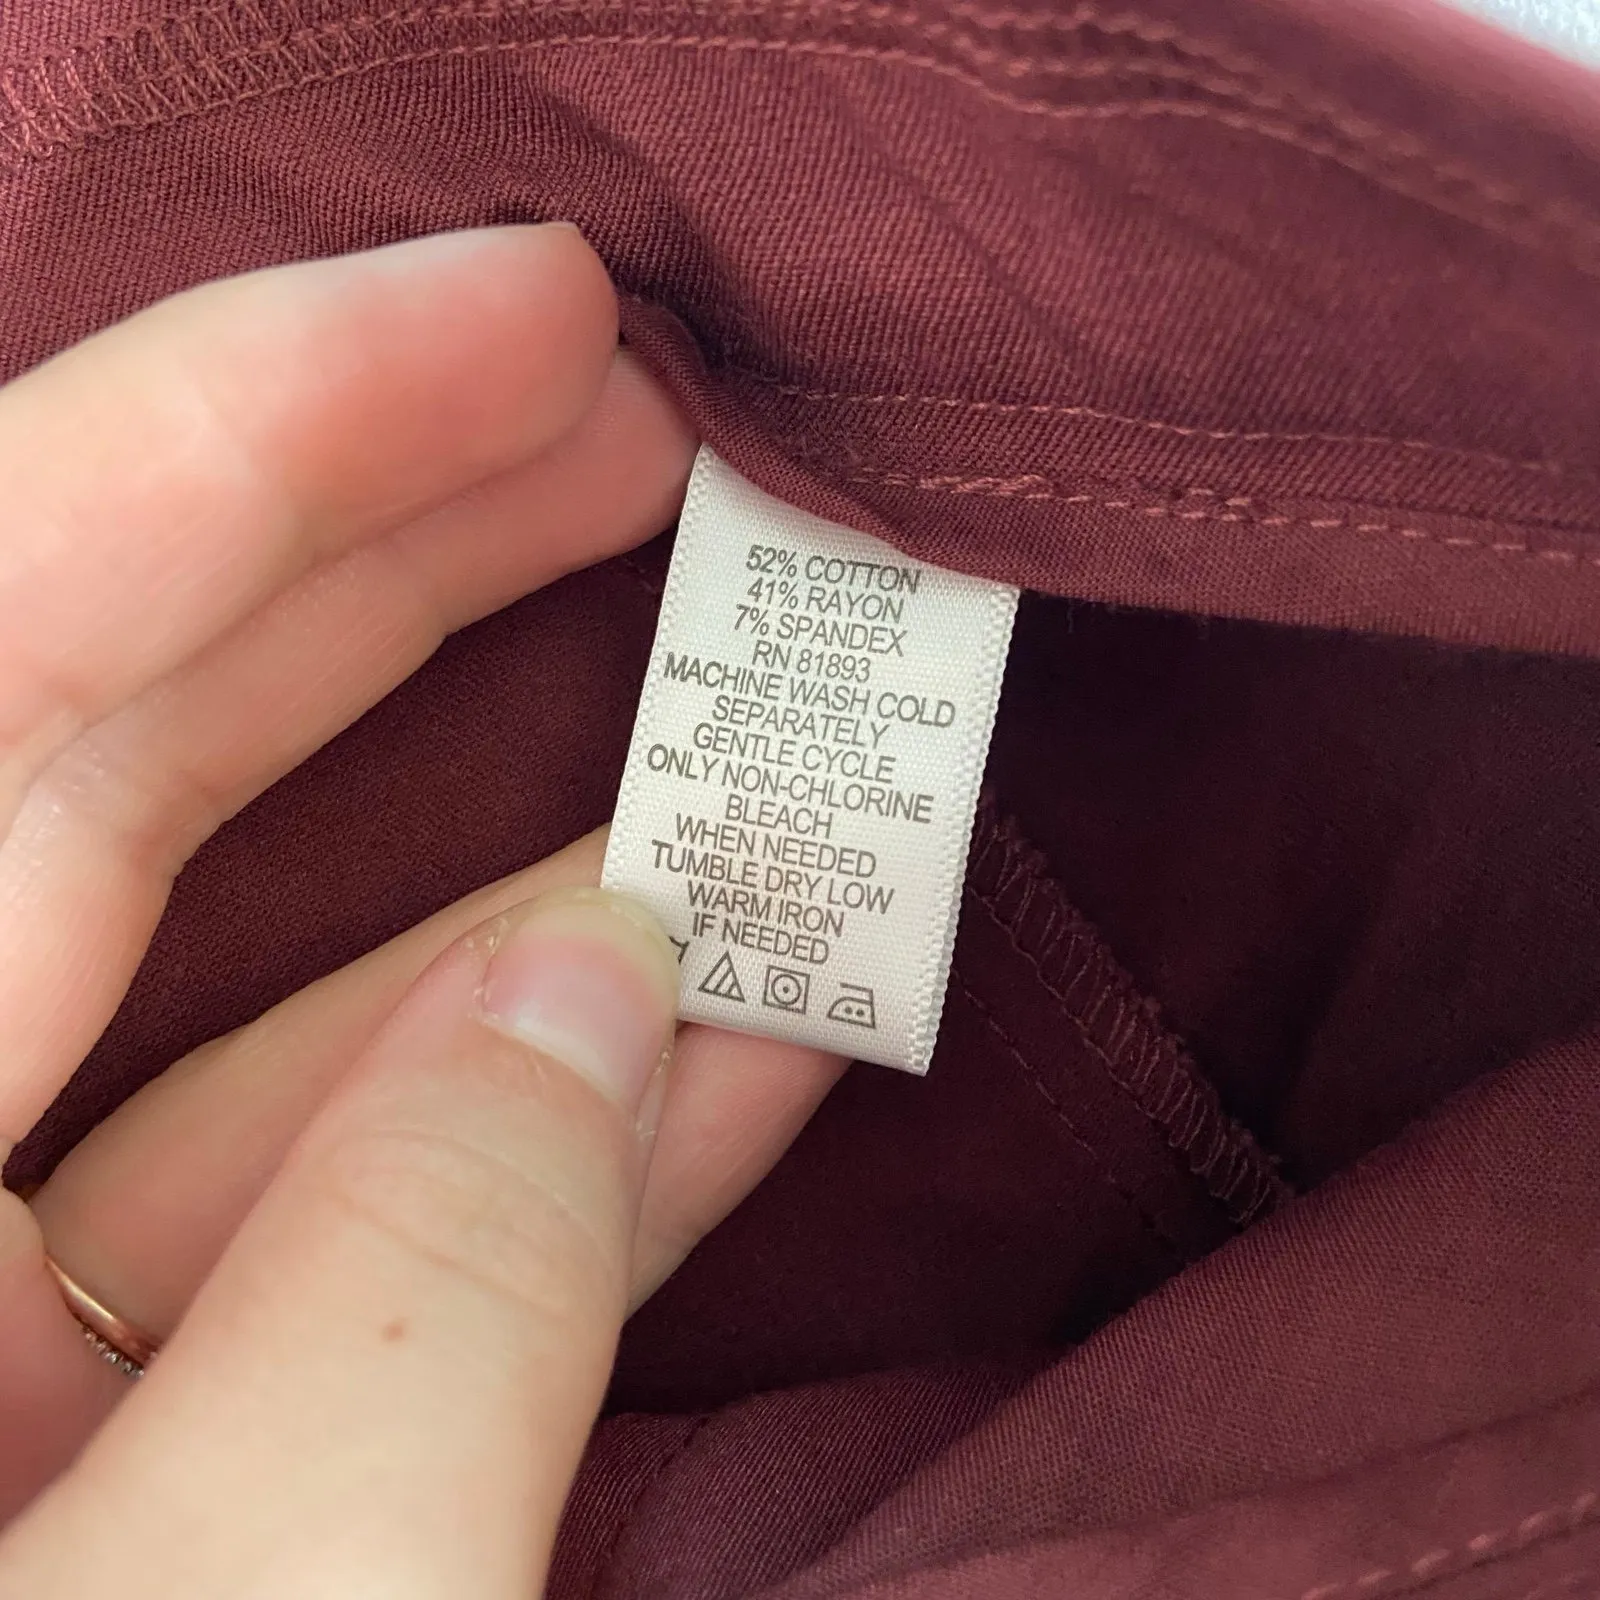 52% COTTON
41% RAYON
7% SPANDEX
RN 81893
MACHINE WASH COLD
SEPARATELY
GENTLE CYCLE
ONLY NON-CHLORINE
BLEACH
WHEN NEEDED
TUMBLE DRY LOW
WARM IRON
IF NEEDED